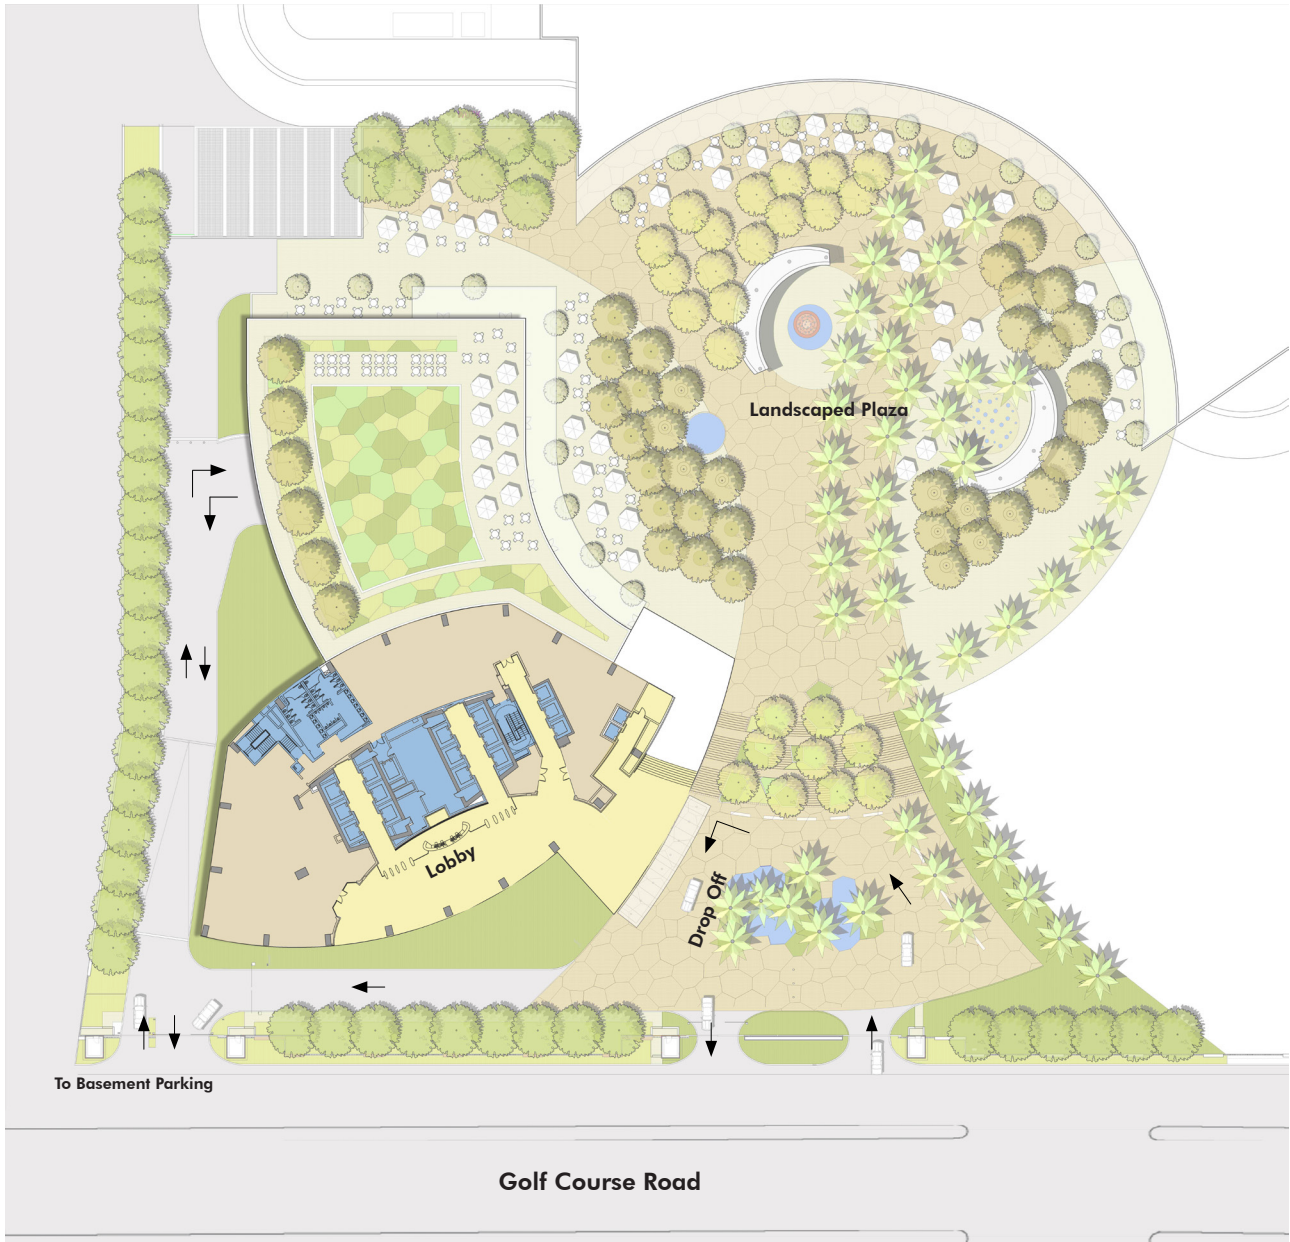 Landscaped Plaza
Lobby
Drop Off
To Basement Parking
Golf Course Road